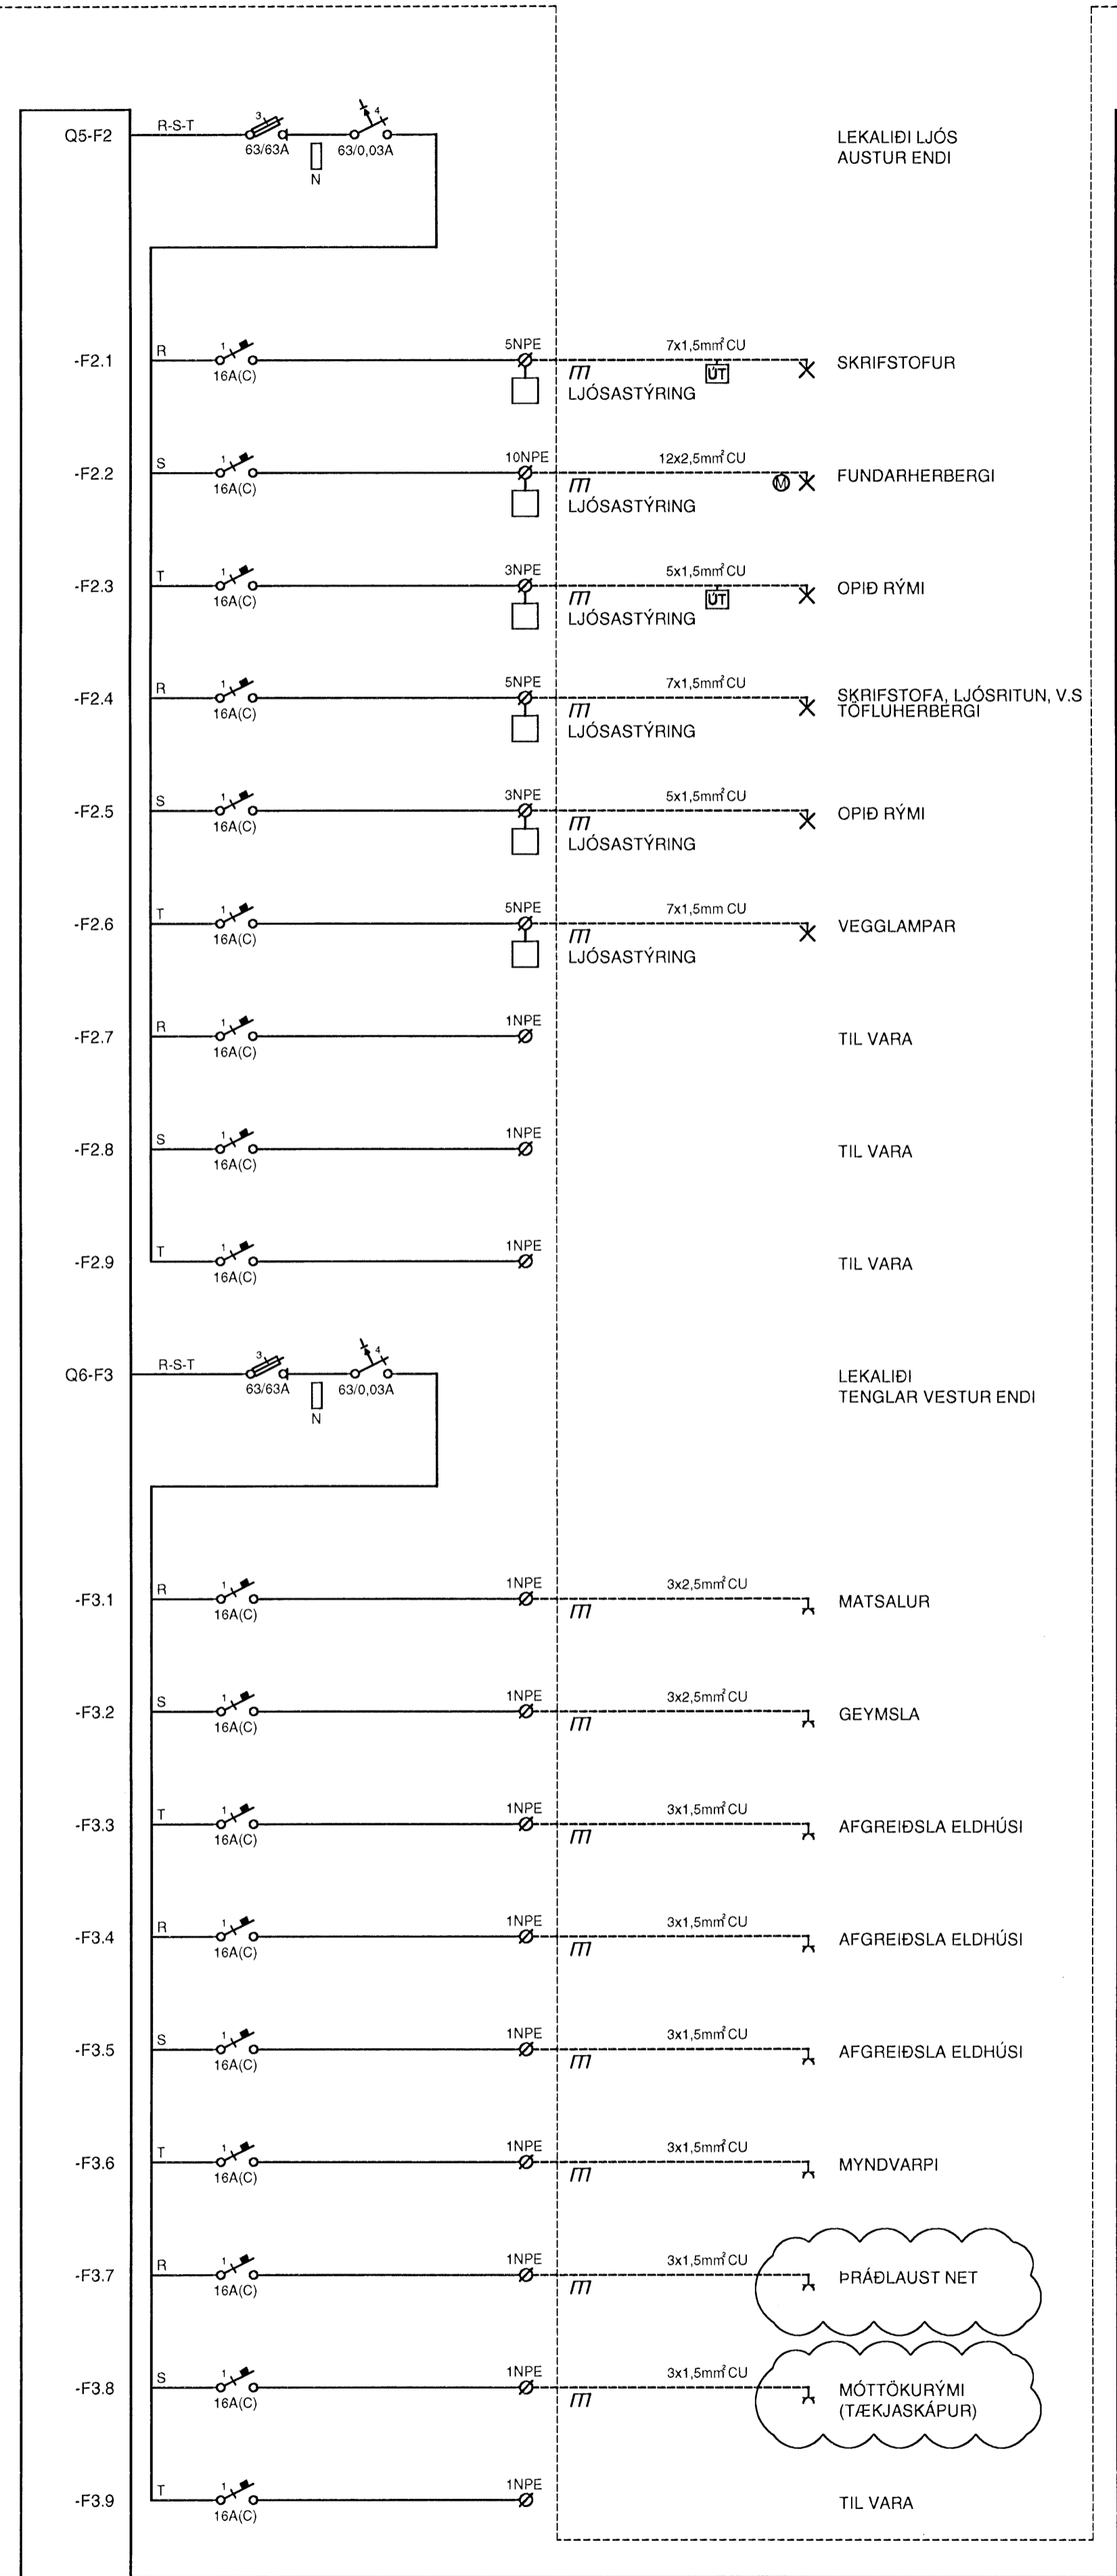 Q5-F2
R-S-T
3
63/63A
N
4
63/0,03A
LEKALIÐI LJÓS
AUSTUR ENDI
-F2.1
R
1
16A(C)
5NPE
7x1,5mm² CU
ÚT
LJÓSASTÝRING
SKRIFSTOFUR
-F2.2
S
1
16A(C)
10NPE
12x2,5mm² CU
M
LJÓSASTÝRING
FUNDARHERBERGI
-F2.3
T
1
16A(C)
3NPE
5x1,5mm² CU
ÚT
LJÓSASTÝRING
OPIÐ RÝMI
-F2.4
R
1
16A(C)
5NPE
7x1,5mm² CU
LJÓSASTÝRING
SKRIFSTOFA, LJÓSRITUN, V.S
TÖFLUHERBERGI
-F2.5
S
1
16A(C)
3NPE
5x1,5mm² CU
LJÓSASTÝRING
OPIÐ RÝMI
-F2.6
T
1
16A(C)
5NPE
7x1,5mm CU
LJÓSASTÝRING
VEGGLAMPAR
-F2.7
R
1
16A(C)
1NPE
TIL VARA
-F2.8
S
1
16A(C)
1NPE
TIL VARA
-F2.9
T
1
16A(C)
1NPE
TIL VARA
Q6-F3
R-S-T
3
63/63A
N
4
63/0,03A
LEKALIÐI
TENGLAR VESTUR ENDI
-F3.1
R
1
16A(C)
1NPE
3x2,5mm² CU
MATSALUR
-F3.2
S
1
16A(C)
1NPE
3x2,5mm² CU
GEYMSLA
-F3.3
T
1
16A(C)
1NPE
3x1,5mm² CU
AFGREIÐSLA ELDHÚSI
-F3.4
R
1
16A(C)
1NPE
3x1,5mm² CU
AFGREIÐSLA ELDHÚSI
-F3.5
S
1
16A(C)
1NPE
3x1,5mm² CU
AFGREIÐSLA ELDHÚSI
-F3.6
T
1
16A(C)
1NPE
3x1,5mm² CU
MYNDVARPI
-F3.7
R
1
16A(C)
1NPE
3x1,5mm² CU
ÞRÁÐLAUST NET
-F3.8
S
1
16A(C)
1NPE
3x1,5mm² CU
MÓTTÖKURÝMI
(TÆKJASKÁPUR)
-F3.9
T
1
16A(C)
1NPE
TIL VARA